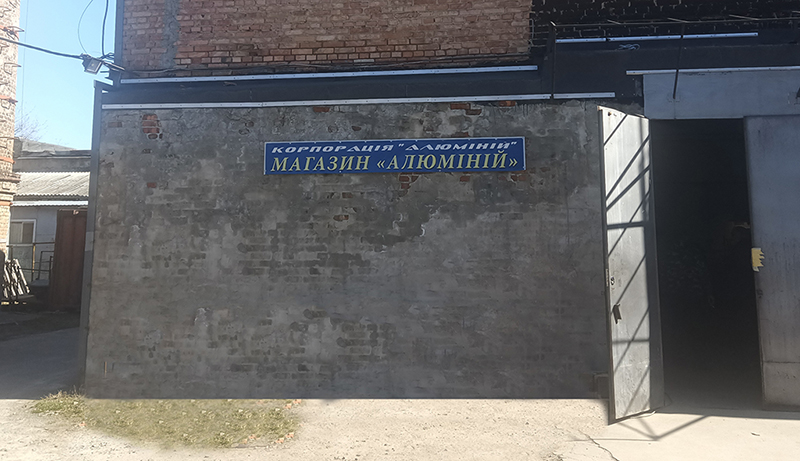 КОРПОРАЦІЯ "АЛЮМІНІЙ"
МАГАЗИН «АЛЮМІНІЙ»